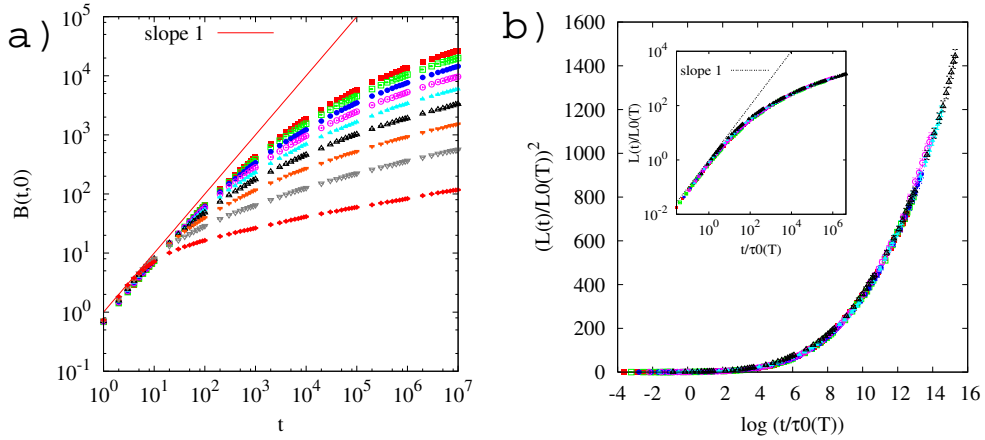 a)
slope 1
10^5
10^4
10^3
10^2
10^1
10^0
10^-1
B(t,0)
10^0 10^1 10^2 10^3 10^4 10^5 10^6 10^7
t
b)
1600
1400
1200
1000
800
600
400
200
0
(L(t)/L0(T))^2
-4 -2 0 2 4 6 8 10 12 14 16
log (t/τ0(T))
slope 1
10^4
10^2
10^0
10^-2
L(t)/L0(T)
10^0 10^2 10^4 10^6
t/τ0(T)